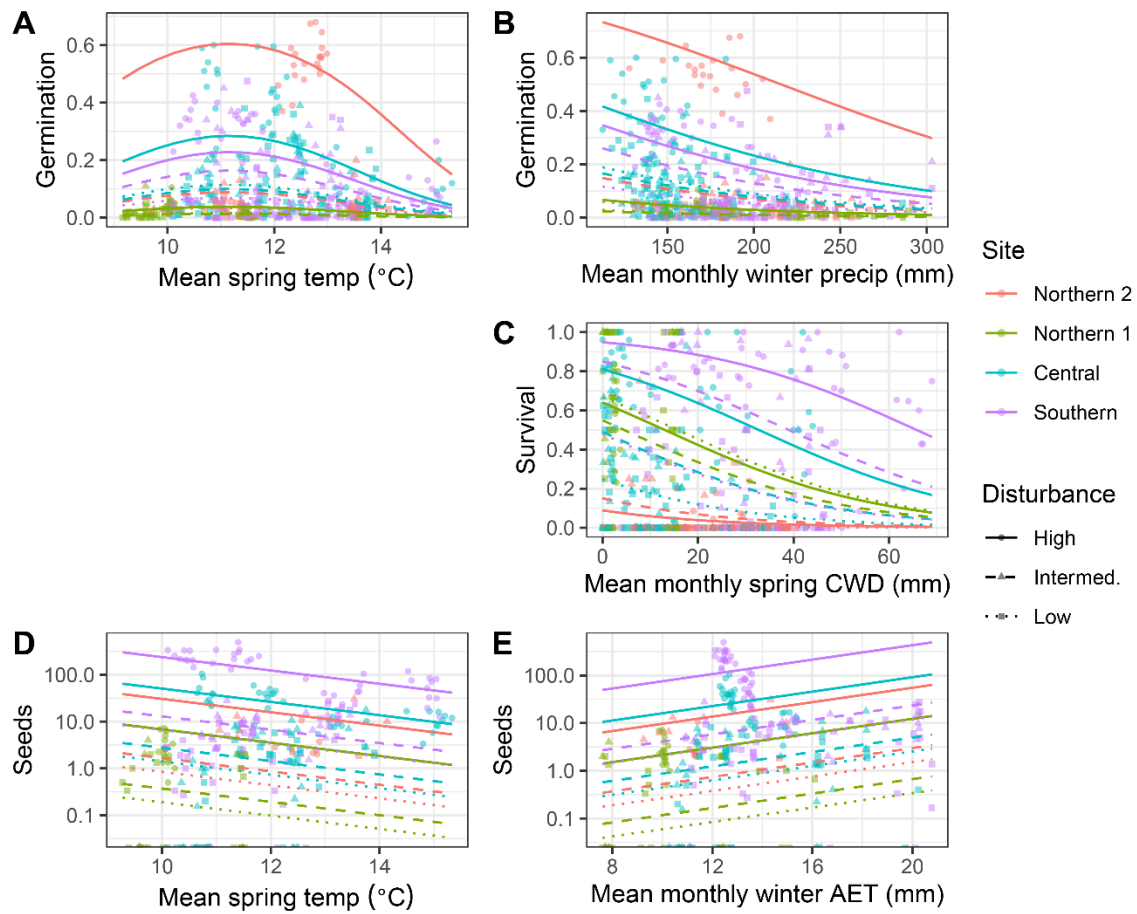 A
B
Germination
0.6
0.4
0.2
0.0
10
12
14
Mean spring temp (°C)
Germination
0.8
0.6
0.4
0.2
0.0
150
200
250
300
Mean monthly winter precip (mm)
C
Survival
1.0
0.8
0.6
0.4
0.2
0.0
0
20
40
60
Mean monthly spring CWD (mm)
Site
Northern 2
Northern 1
Central
Southern
Disturbance
High
Intermed.
Low
D
Seeds
100.0
10.0
1.0
0.1
10
12
14
Mean spring temp (°C)
E
Seeds
100.0
10.0
1.0
0.1
8
12
16
20
Mean monthly winter AET (mm)